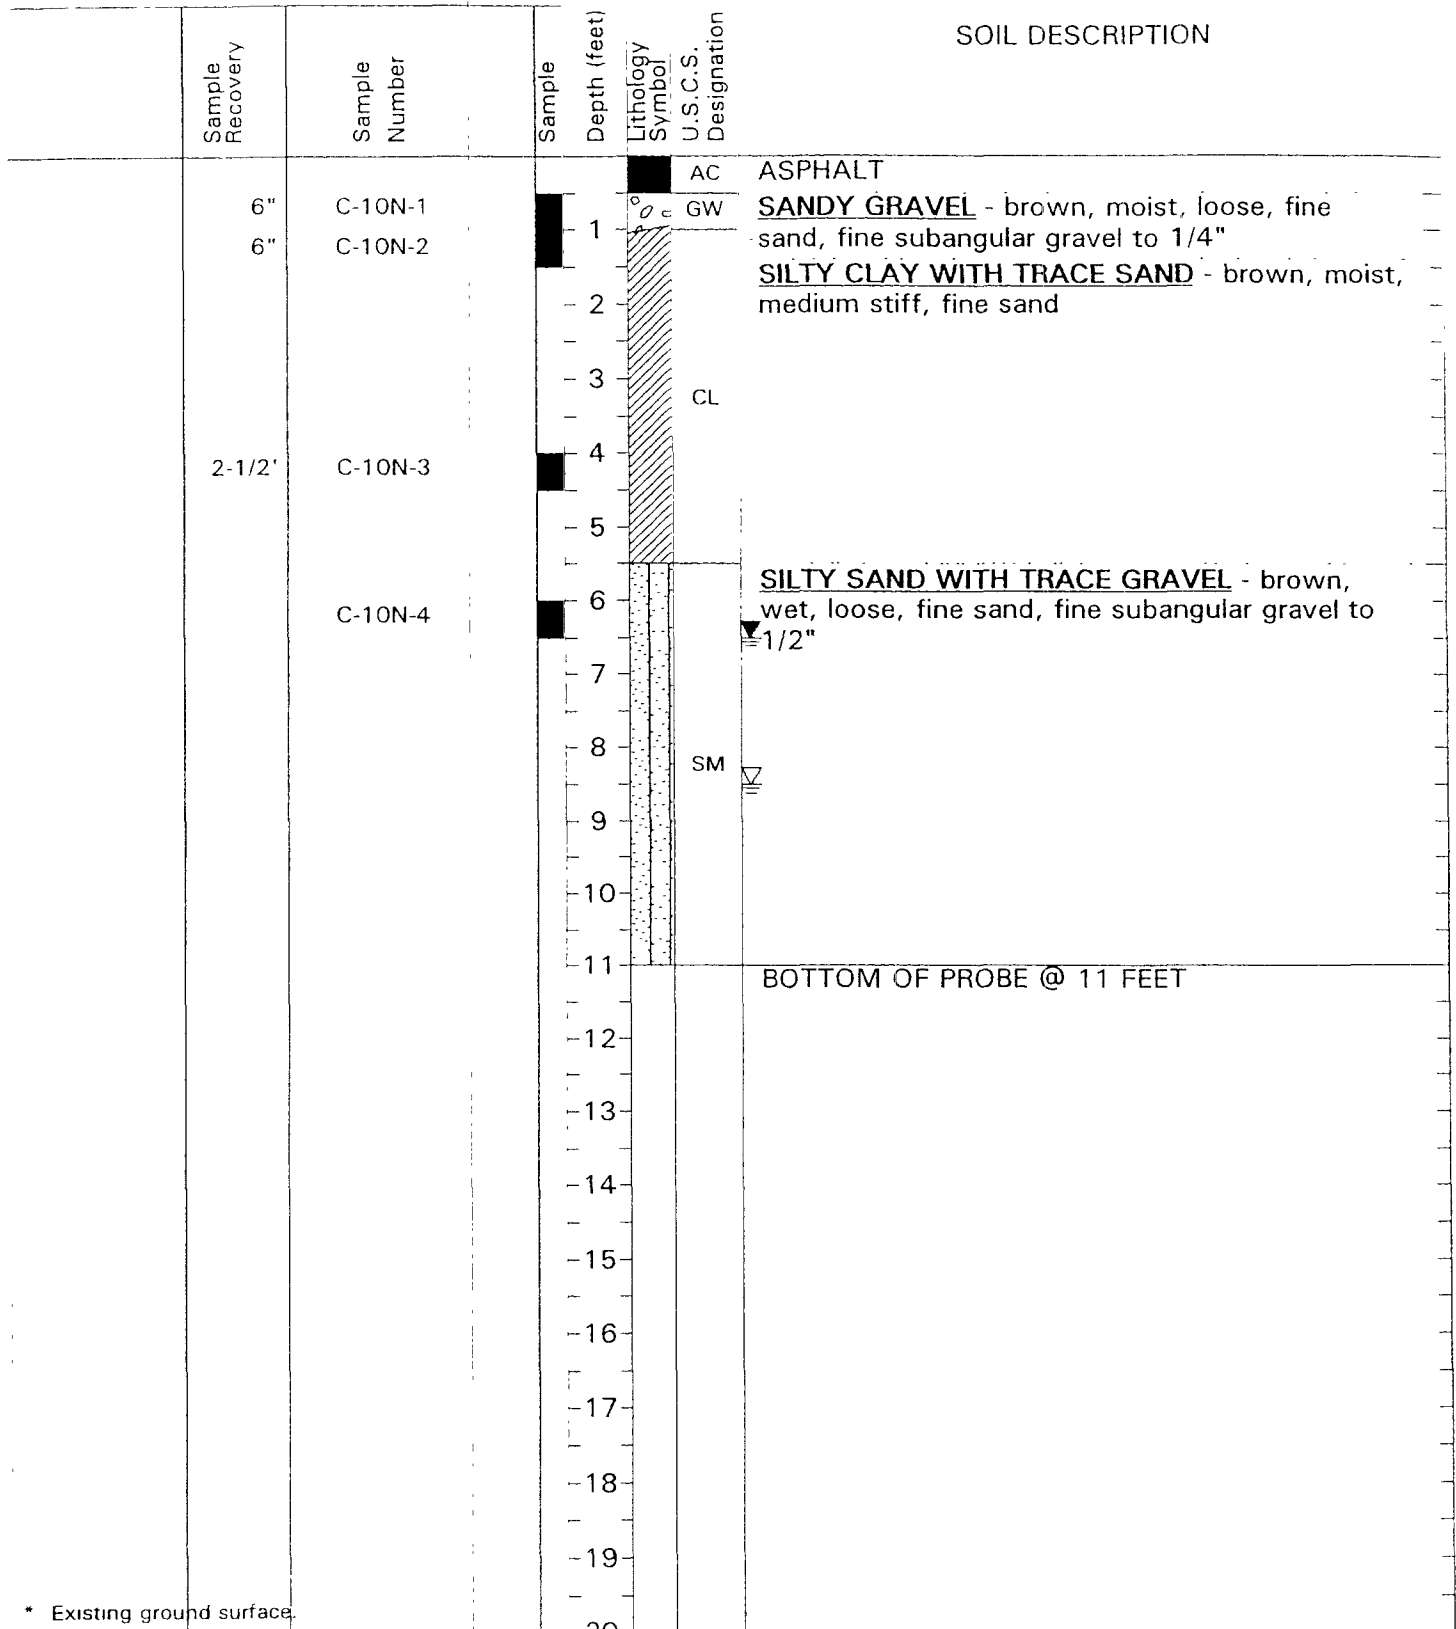 Sample Recovery
Sample Number
Sample
Depth (feet)
Lithology Symbol
U.S.C.S. Designation
SOIL DESCRIPTION
AC ASPHALT
6" C-10N-1 GW SANDY GRAVEL - brown, moist, loose, fine
1
6" C-10N-2 sand, fine subangular gravel to 1/4"
SILTY CLAY WITH TRACE SAND - brown, moist,
2 medium stiff, fine sand
3
CL
4
2-1/2' C-10N-3
5
SILTY SAND WITH TRACE GRAVEL - brown,
6
C-10N-4 wet, loose, fine sand, fine subangular gravel to
1/2"
7
8
SM
9
10
11
BOTTOM OF PROBE @ 11 FEET
12
13
14
15
16
17
18
19
* Existing ground surface.